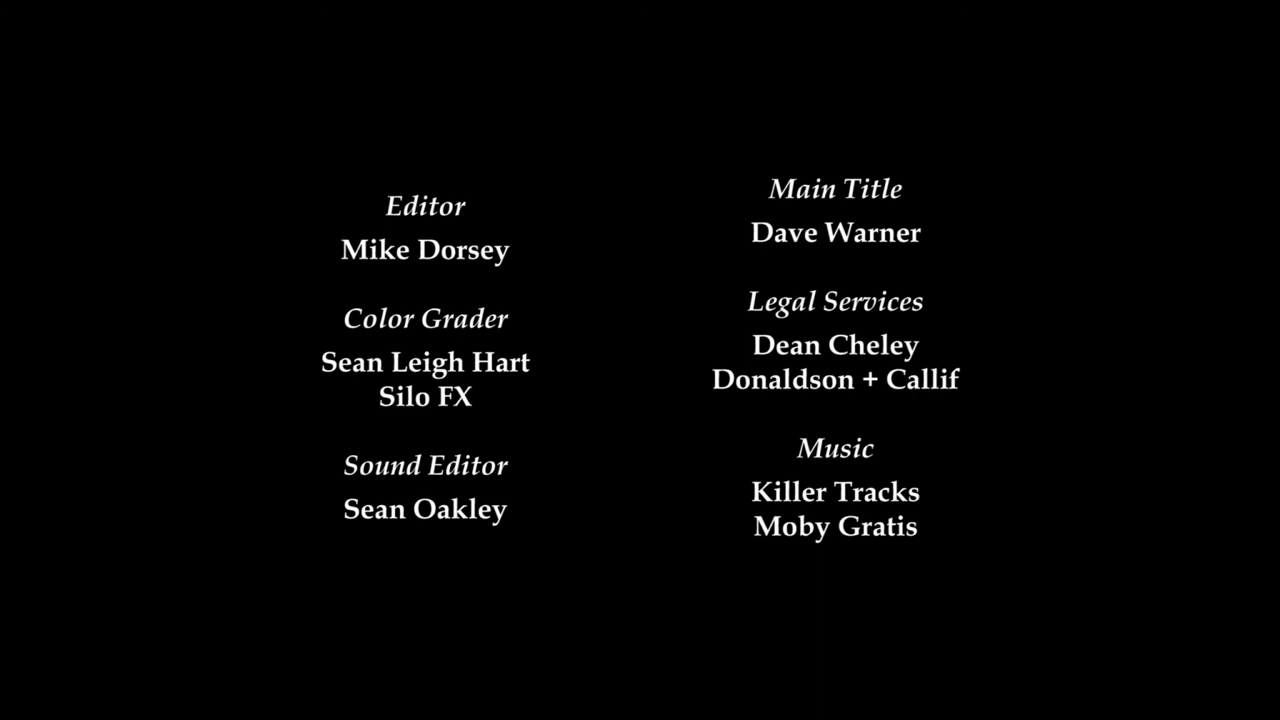 Editor
Mike Dorsey
Color Grader
Sean Leigh Hart
Silo FX
Sound Editor
Sean Oakley
Main Title
Dave Warner
Legal Services
Dean Cheley
Donaldson + Callif
Music
Killer Tracks
Moby Gratis